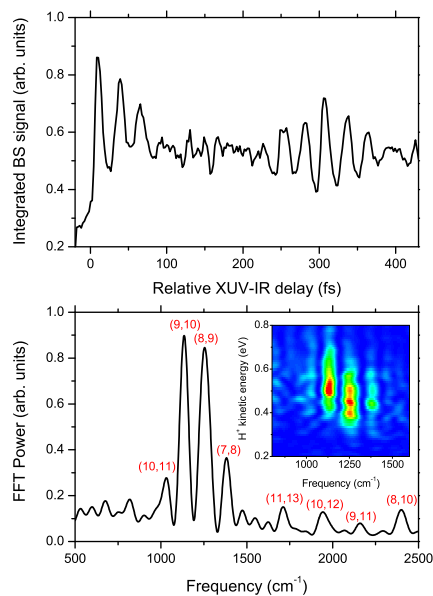 1.0
0.8
0.6
0.4
0.2
Integrated BS signal (arb. units)
0 100 200 300 400
Relative XUV-IR delay (fs)
1.0
0.8
0.6
0.4
0.2
0.0
FFT Power (arb. units)
(9,10)
(8,9)
(7,8)
(10,11)
(11,13)
(10,12)
(9,11)
(8,10)
0.8
0.6
0.4
0.2
H⁺ kinetic energy (eV)
1000 1250 1500
Frequency (cm⁻¹)
500 1000 1500 2000 2500
Frequency (cm⁻¹)